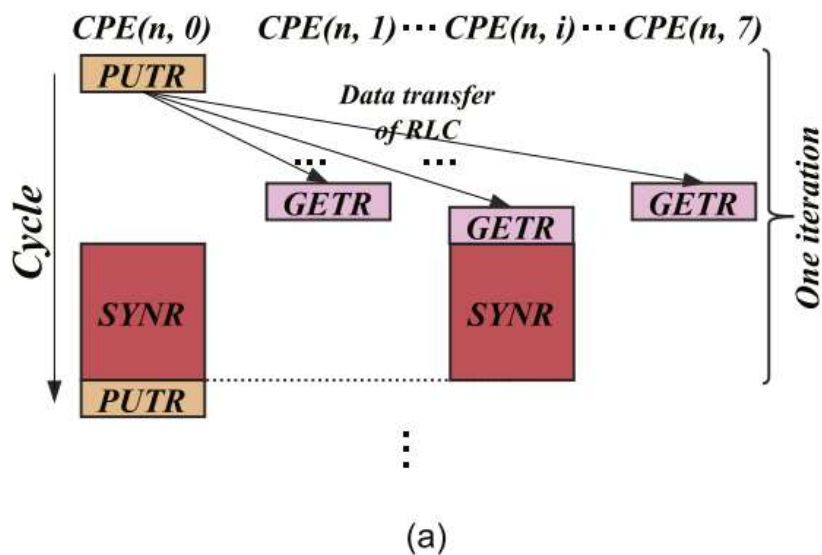 CPE(n, 0) CPE(n, 1) ··· CPE(n, i) ··· CPE(n, 7)
PUTR
Data transfer
of RLC
... ...
GETR GETR
GETR
Cycle
One iteration
SYNR SYNR
PUTR
⋮
(a)